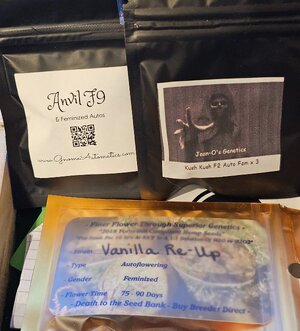 Anvil F9
6 Feminized Autos
www.GnomeAutomatics.com
Jean-O's Genetics
Kush Kush F2 Auto Fem x 3
- Finer Flower Through Superior Genetics -
Strain
Vanilla Re-Up
- Type
Autoflowering
- Gender
Feminized
Flower Time
75 - 90 Days
- Death to the Seed Bank - Buy Breeder Direct -